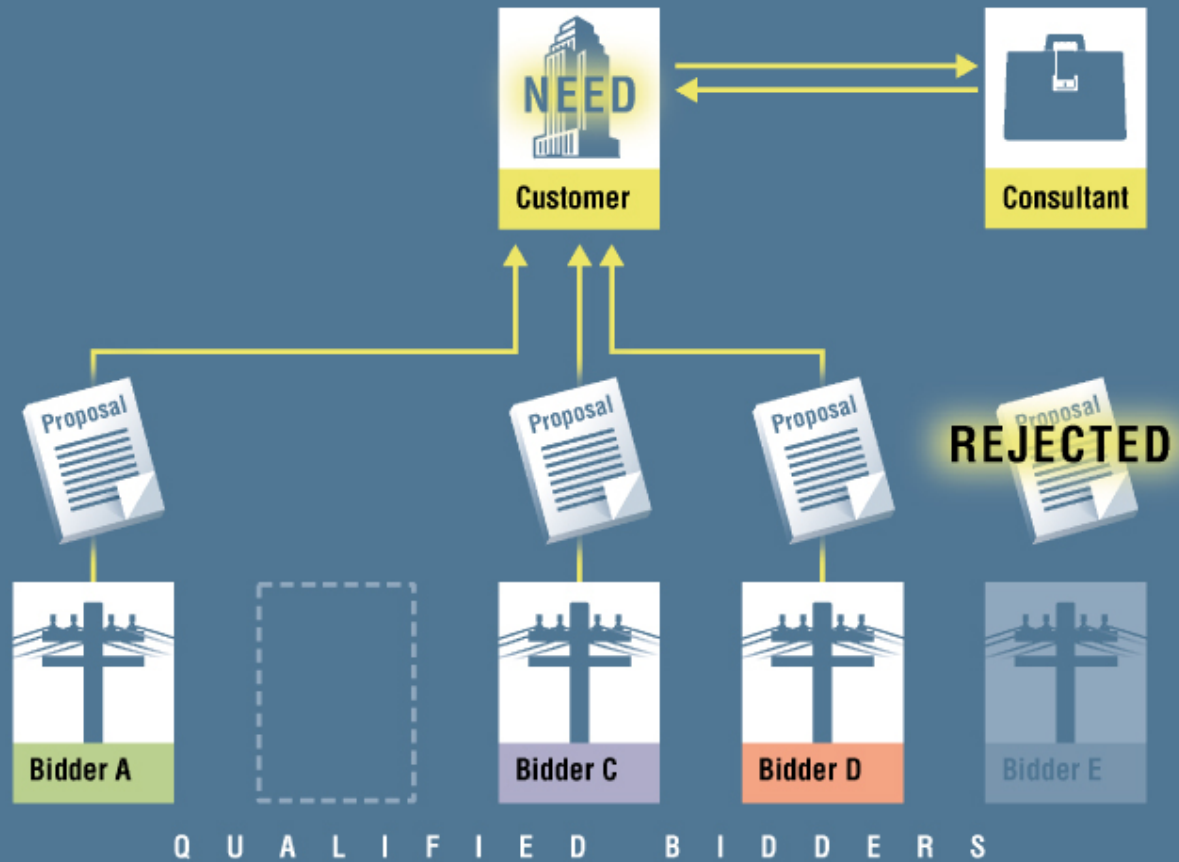 NEED
Customer
Consultant
Proposal
Proposal
Proposal
Proposal
REJECTED
Bidder A
Bidder C
Bidder D
Bidder E
QUALIFIED BIDDERS